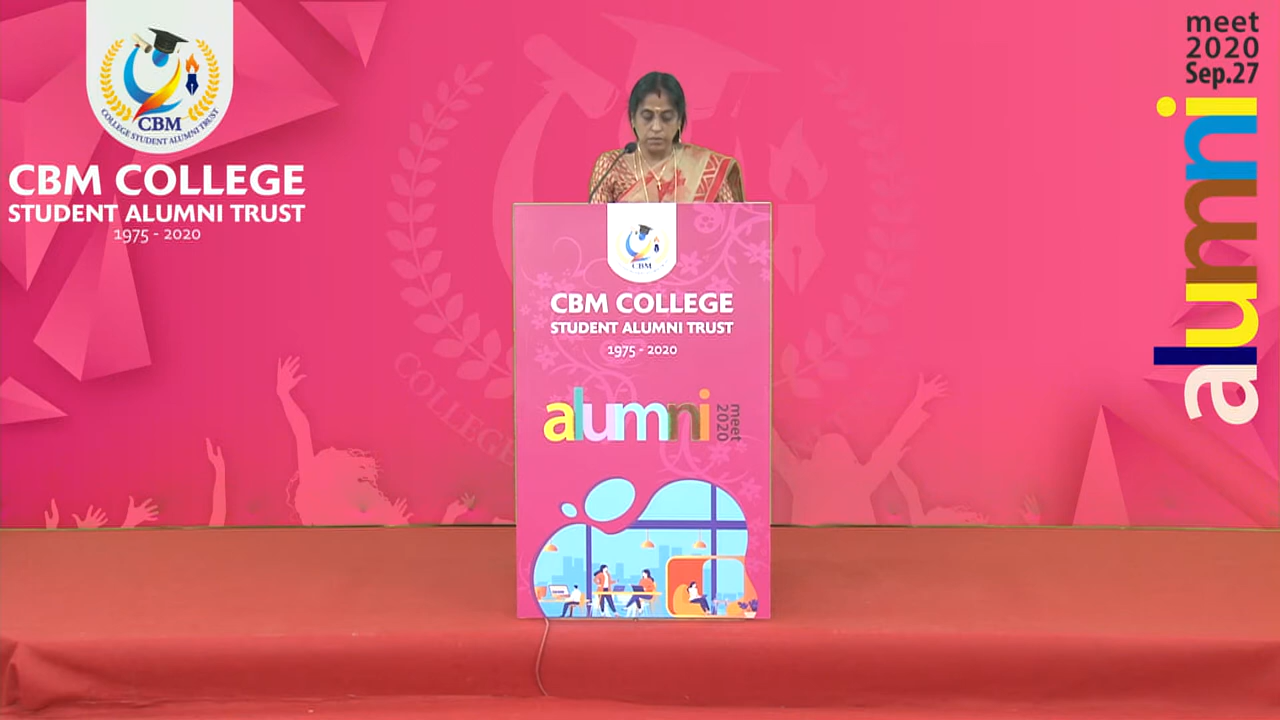 CBM
COLLEGE STUDENT ALUMNI TRUST
CBM COLLEGE
STUDENT ALUMNI TRUST
1975 - 2020
meet
2020
Sep.27
alumni
COLLEGE
CBM
CBM COLLEGE
STUDENT ALUMNI TRUST
1975 - 2020
alumni
meet
2020